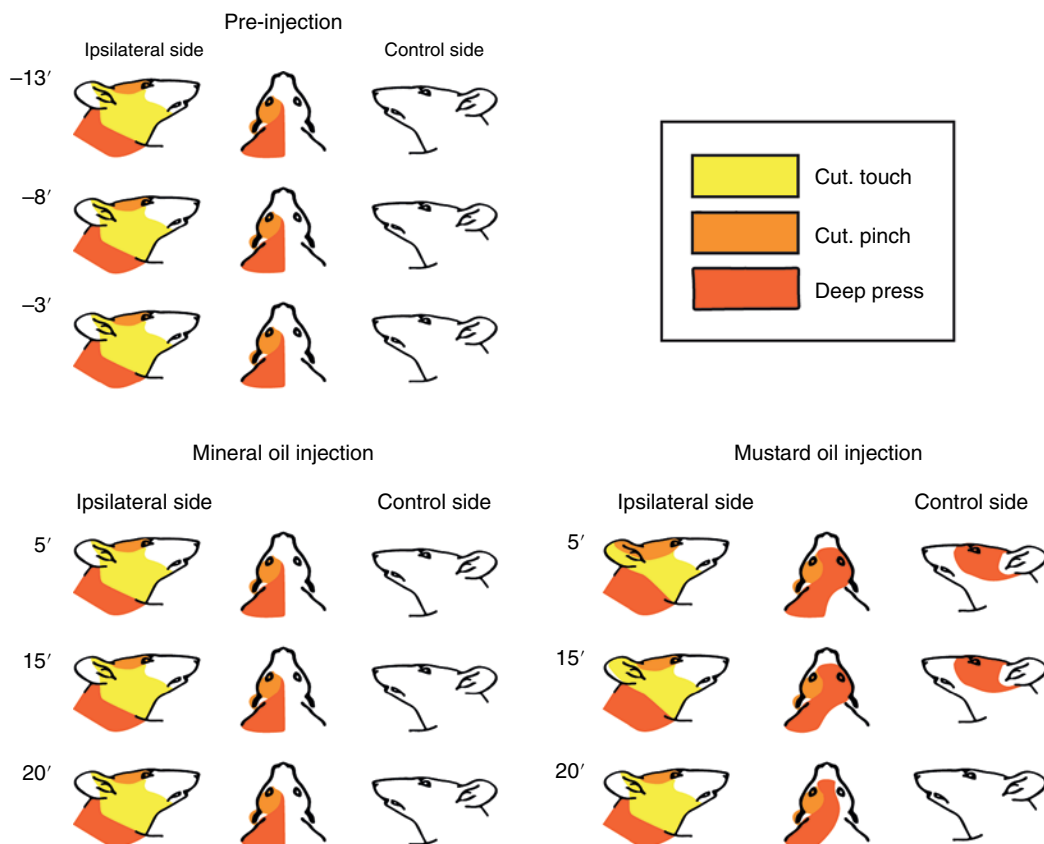 Pre-injection
Ipsilateral side
Control side
–13′
–8′
–3′
Cut. touch
Cut. pinch
Deep press
Mineral oil injection
Ipsilateral side
Control side
5′
15′
20′
Mustard oil injection
Ipsilateral side
Control side
5′
15′
20′